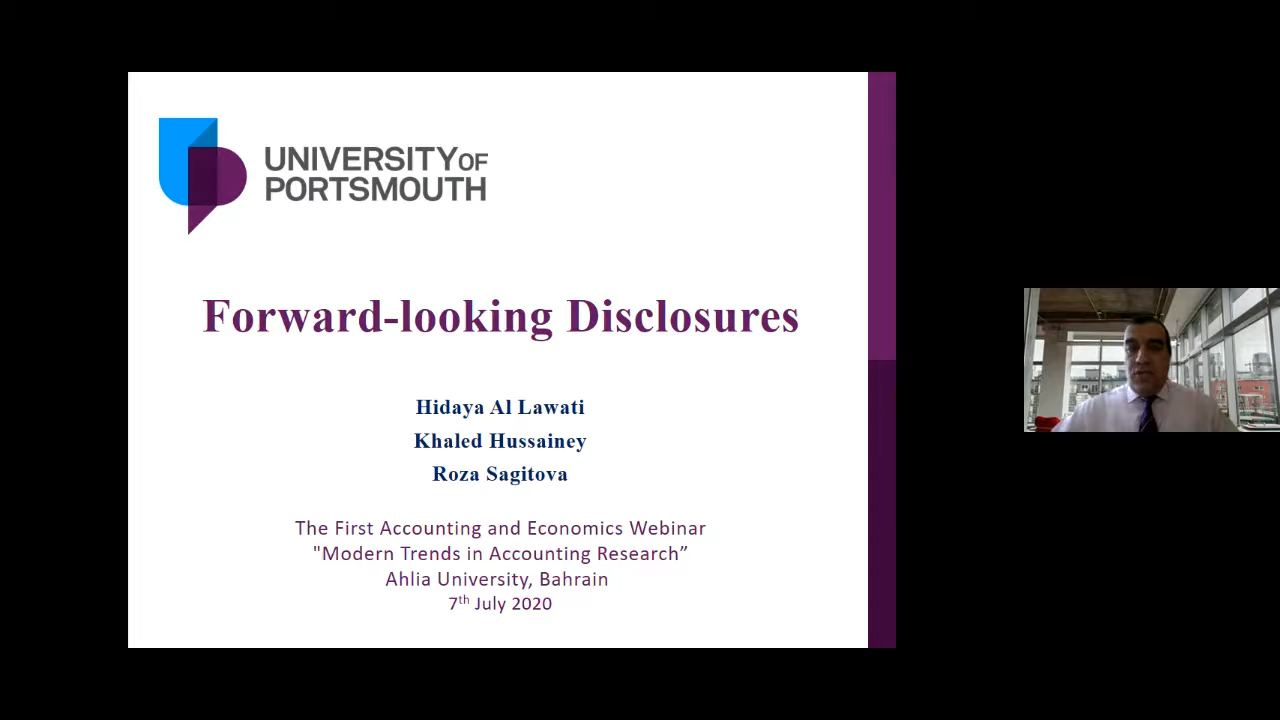 UNIVERSITY OF
PORTSMOUTH
Forward-looking Disclosures
Hidaya Al Lawati
Khaled Hussainey
Roza Sagitova
The First Accounting and Economics Webinar
"Modern Trends in Accounting Research”
Ahlia University, Bahrain
7th July 2020